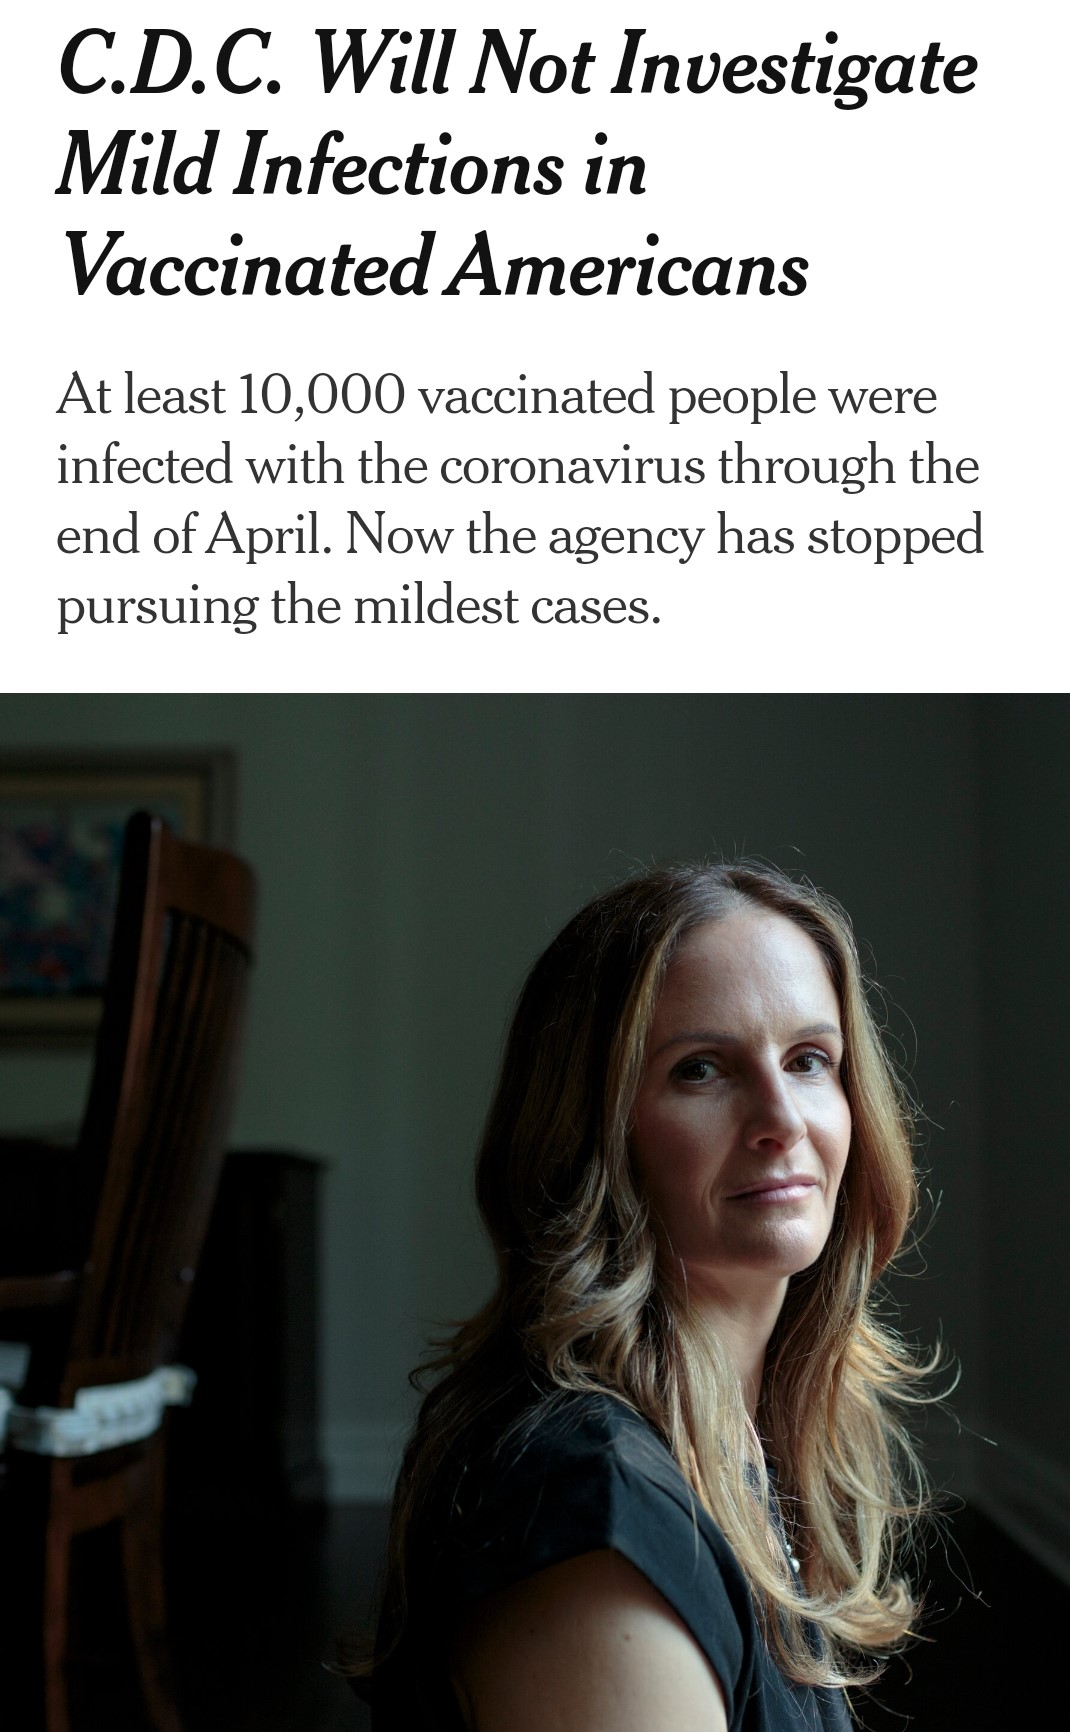 C.D.C. Will Not Investigate
Mild Infections in
Vaccinated Americans
At least 10,000 vaccinated people were
infected with the coronavirus through the
end of April. Now the agency has stopped
pursuing the mildest cases.